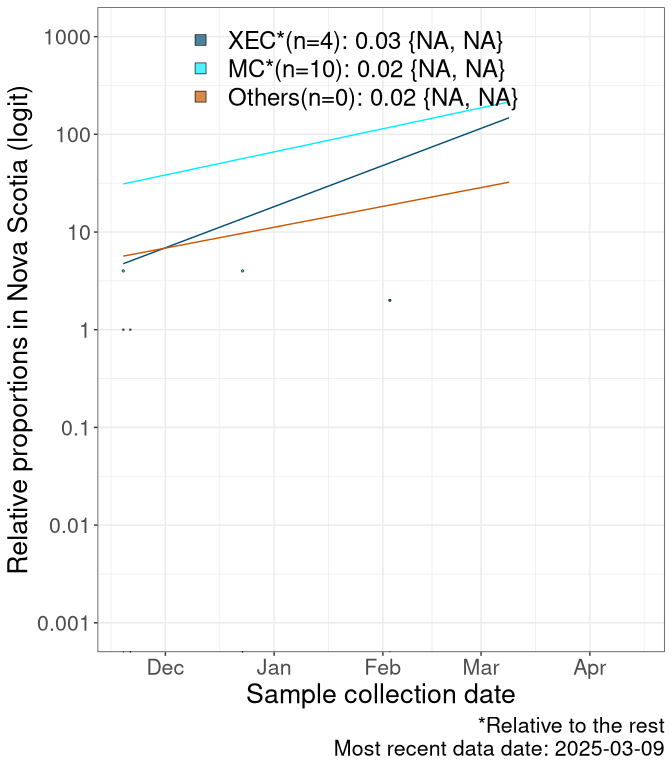 XEC*(n=4): 0.03 {NA, NA}
MC*(n=10): 0.02 {NA, NA}
Others(n=0): 0.02 {NA, NA}
Relative proportions in Nova Scotia (logit)
1000
100
10
1
0.1
0.01
0.001
Dec Jan Feb Mar Apr
Sample collection date
*Relative to the rest
Most recent data date: 2025-03-09